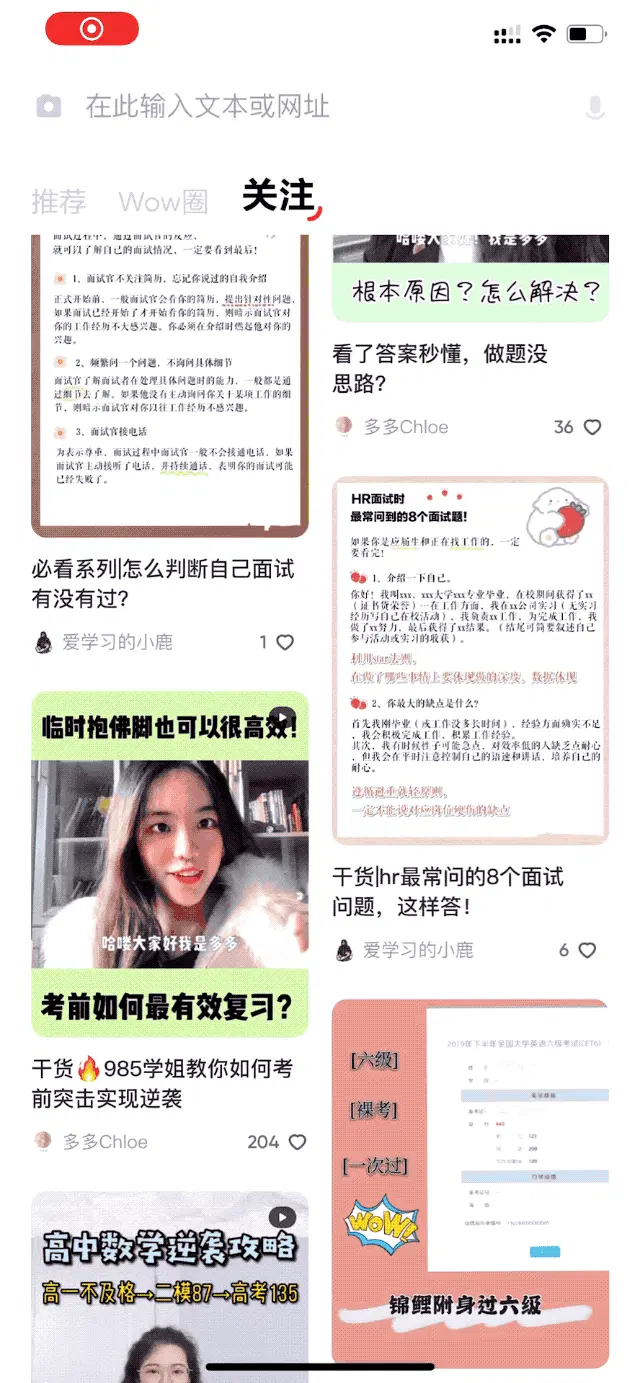 在此输入文本或网址
推荐
Wow圈
关注
就可以了解自己的面试情况，一定要看到最后！
1、面试官不关注简历，忘记你说过的自我介绍
正式开始前，一般面试官会看你的简历，提出针对性问题，
如果面试已经开始了才开始看你的简历，则暗示面试官对
你的工作经历不大感兴趣。你必须在介绍时燃起他对你的
兴趣。
2、频繁问一个问题，不询问具体细节
面试官了解面试者在处理具体问题时的能力，一般都是通
过细节去了解。如果他没有主动询问你关于某项工作的细
节，则暗示面试官对你以往工作经历不感兴趣。
3、面试官接电话
为表示尊重，面试过程中面试官一般不会接通电话，如果
面试官主动接听了电话，并持续通话，表明你的面试可能
已经失败了。
必看系列|怎么判断自己面试
有没有过？
爱学习的小鹿
1
临时抱佛脚也可以很高效！
哈喽大家好我是多多
考前如何最有效复习？
干货🔥985学姐教你如何考
前突击实现逆袭
多多Chloe
204
高中数学逆袭攻略
高一不及格→二模87→高考135
哈喽大家好！我是多多
根本原因？怎么解决？
看了答案秒懂，做题没
思路？
多多Chloe
36
HR面试时
最常问到的8个面试题！
如果你是应届生和正在找工作的，一定
要看完！
1、介绍一下自己。
你好！我叫xxx，xxx大学xxx专业毕业，在校期间获得了xx
（证书货荣誉）一在工作方面，我在xx公司实习（无实习
经历写自己在校活动），我负责xx工作，为完成工作，我
做了xx努力，最后获得了xx结果。（结尾可简要叙述自己
参与活动或实习的收获）。
利用star法则，
在做了哪些事情上要体现做的深度，数据体现
2、你最大的缺点是什么？
首先我刚毕业（或工作没多长时间），经验方面确实不足
，我会积极完成工作，积累工作经验。
其次，我有时候性子可能急点，对效率低的人缺乏点耐心
，但我会在平时注意控制自己的语速和讲话，培养自己的
耐心。
遵循避重就轻原则，
一定不能说对应岗位硬伤的缺点
干货|hr最常问的8个面试
问题，这样答！
爱学习的小鹿
6
2019年下半年全国大学英语六级考试(CET6)
[六级]
[裸考]
[一次过]
WOW!
锦鲤附身过六级